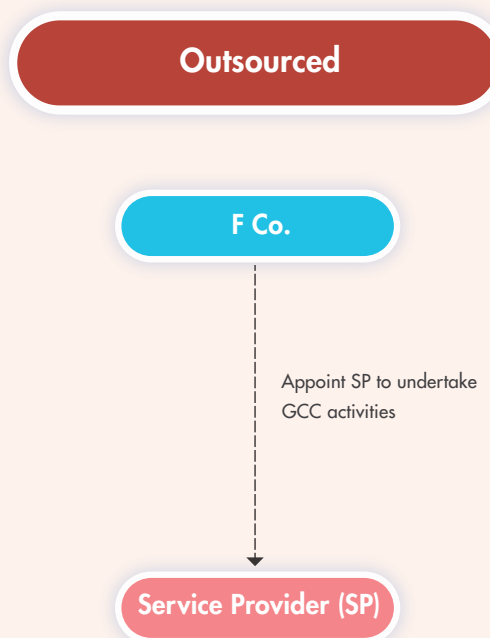 Outsourced
F Co.
Appoint SP to undertake
GCC activities
Service Provider (SP)